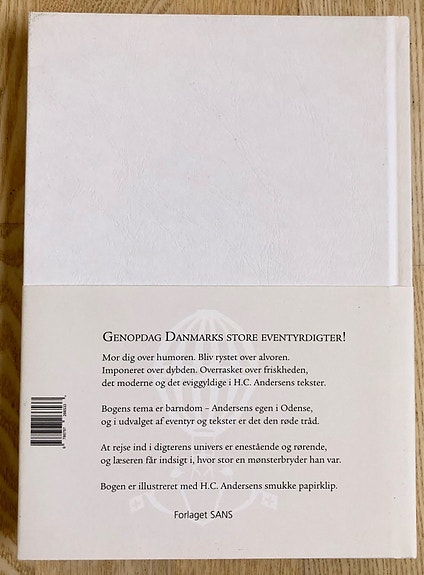 GENOPDAG DANMARKS STORE EVENTYRDIGTER!
Mor dig over humoren. Bliv rystet over alvoren.
Imponeret over dybden. Overrasket over friskheden,
det moderne og det eviggyldige i H.C. Andersens tekster.
Bogens tema er barndom – Andersens egen i Odense,
og i udvalget af eventyr og tekster er det den røde tråd.
At rejse ind i digterens univers er enestående og rørende,
og læseren får indsigt i, hvor stor en mønsterbryder han var.
Bogen er illustreret med H.C. Andersens smukke papirklip.
Forlaget SANS